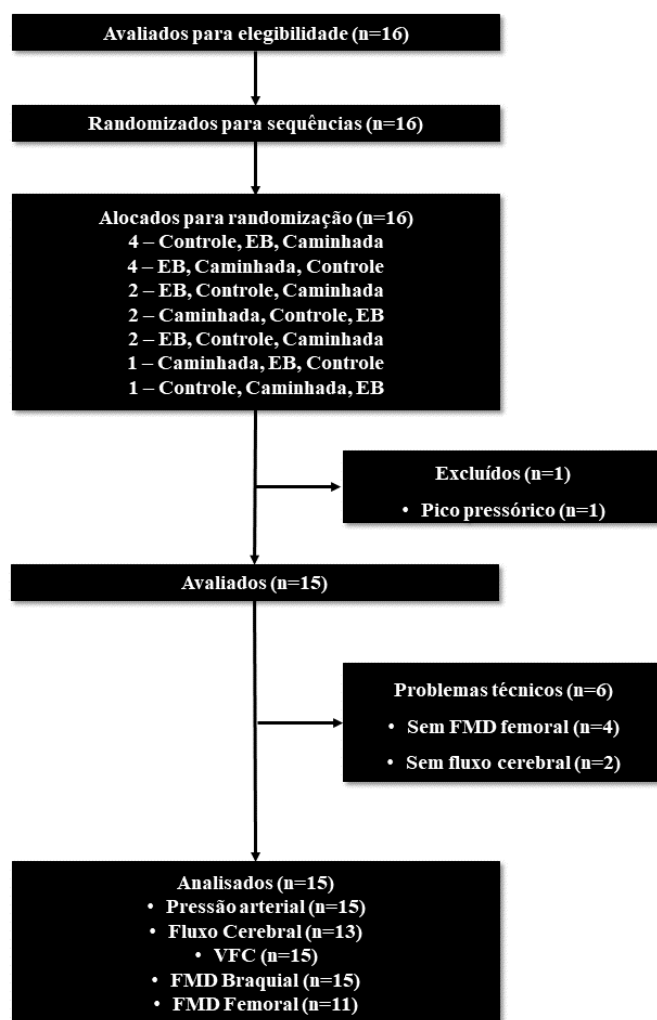 Avaliados para elegibilidade (n=16)
Randomizados para sequências (n=16)
Alocados para randomização (n=16)
4 – Controle, EB, Caminhada
4 – EB, Caminhada, Controle
2 – EB, Controle, Caminhada
2 – Caminhada, Controle, EB
2 – EB, Controle, Caminhada
1 – Caminhada, EB, Controle
1 – Controle, Caminhada, EB
Excluídos (n=1)
• Pico pressórico (n=1)
Avaliados (n=15)
Problemas técnicos (n=6)
• Sem FMD femoral (n=4)
• Sem fluxo cerebral (n=2)
Analisados (n=15)
• Pressão arterial (n=15)
• Fluxo Cerebral (n=13)
• VFC (n=15)
• FMD Braquial (n=15)
• FMD Femoral (n=11)